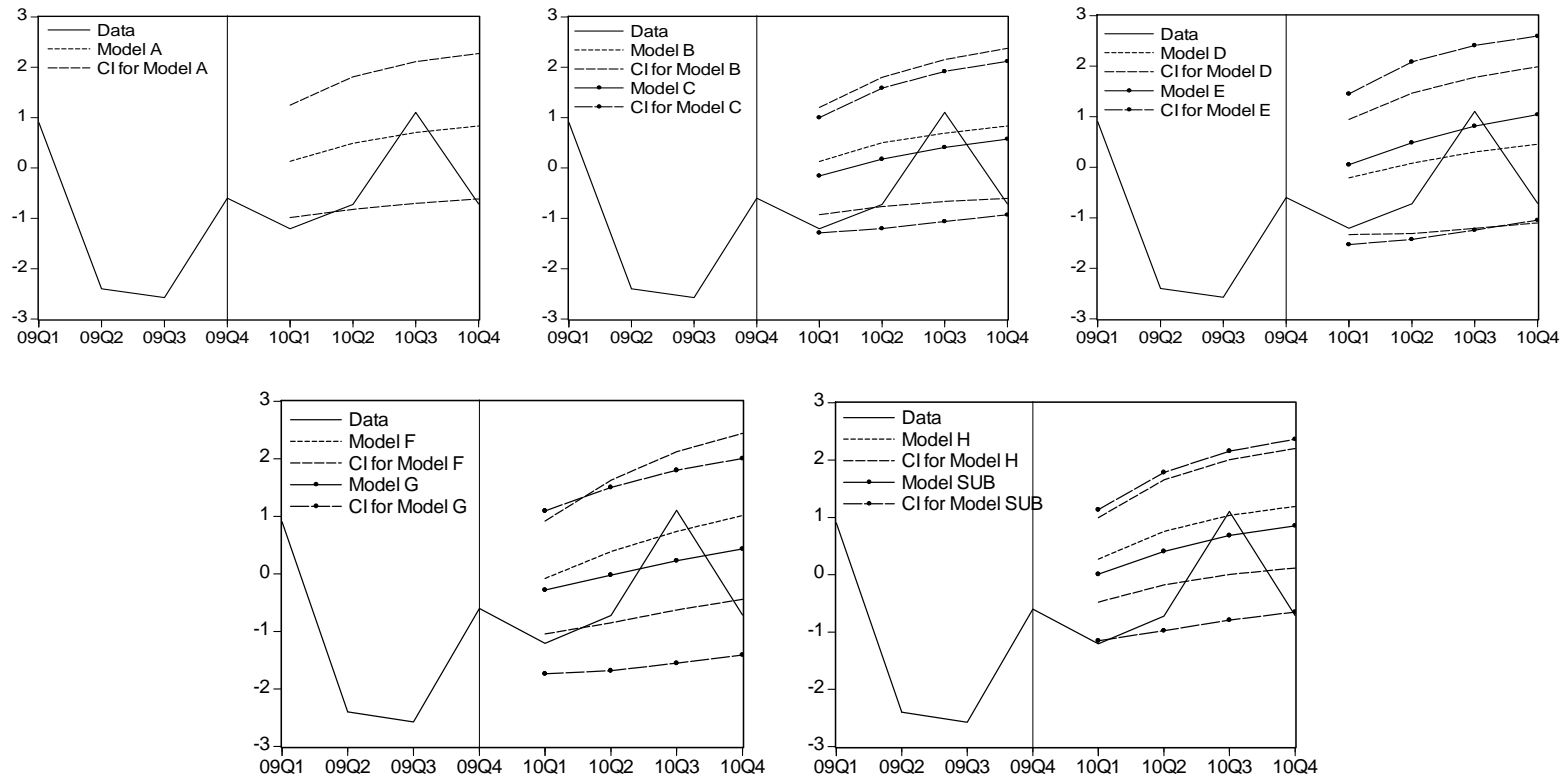 3
2
1
0
-1
-2
-3
Data
Model A
CI for Model A
09Q1 09Q2 09Q3 09Q4 10Q1 10Q2 10Q3 10Q4
3
2
1
0
-1
-2
-3
Data
Model B
CI for Model B
Model C
CI for Model C
09Q1 09Q2 09Q3 09Q4 10Q1 10Q2 10Q3 10Q4
3
2
1
0
-1
-2
-3
Data
Model D
CI for Model D
Model E
CI for Model E
09Q1 09Q2 09Q3 09Q4 10Q1 10Q2 10Q3 10Q4
3
2
1
0
-1
-2
-3
Data
Model F
CI for Model F
Model G
CI for Model G
09Q1 09Q2 09Q3 09Q4 10Q1 10Q2 10Q3 10Q4
3
2
1
0
-1
-2
-3
Data
Model H
CI for Model H
Model SUB
CI for Model SUB
09Q1 09Q2 09Q3 09Q4 10Q1 10Q2 10Q3 10Q4